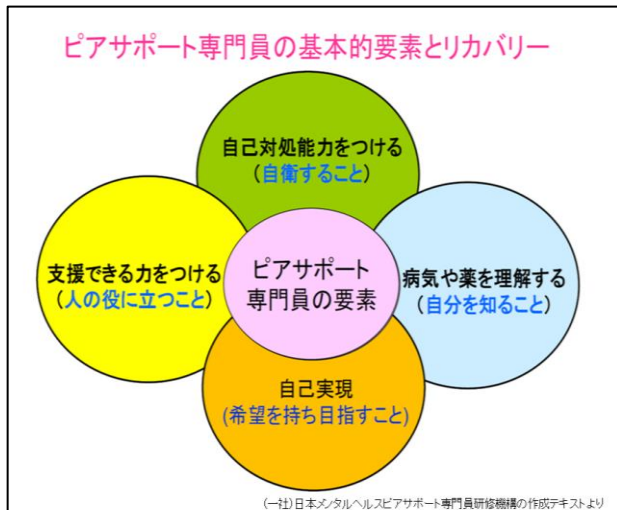 ピアサポート専門員の基本的要素とリカバリー
自己対処能力をつける
(自衛すること)
支援できる力をつける
(人の役に立つこと)
ピアサポート
専門員の要素
病気や薬を理解する
(自分を知ること)
自己実現
(希望を持ち目指すこと)
(一社)日本メンタルヘルスピアサポート専門員研修機構の作成テキストより